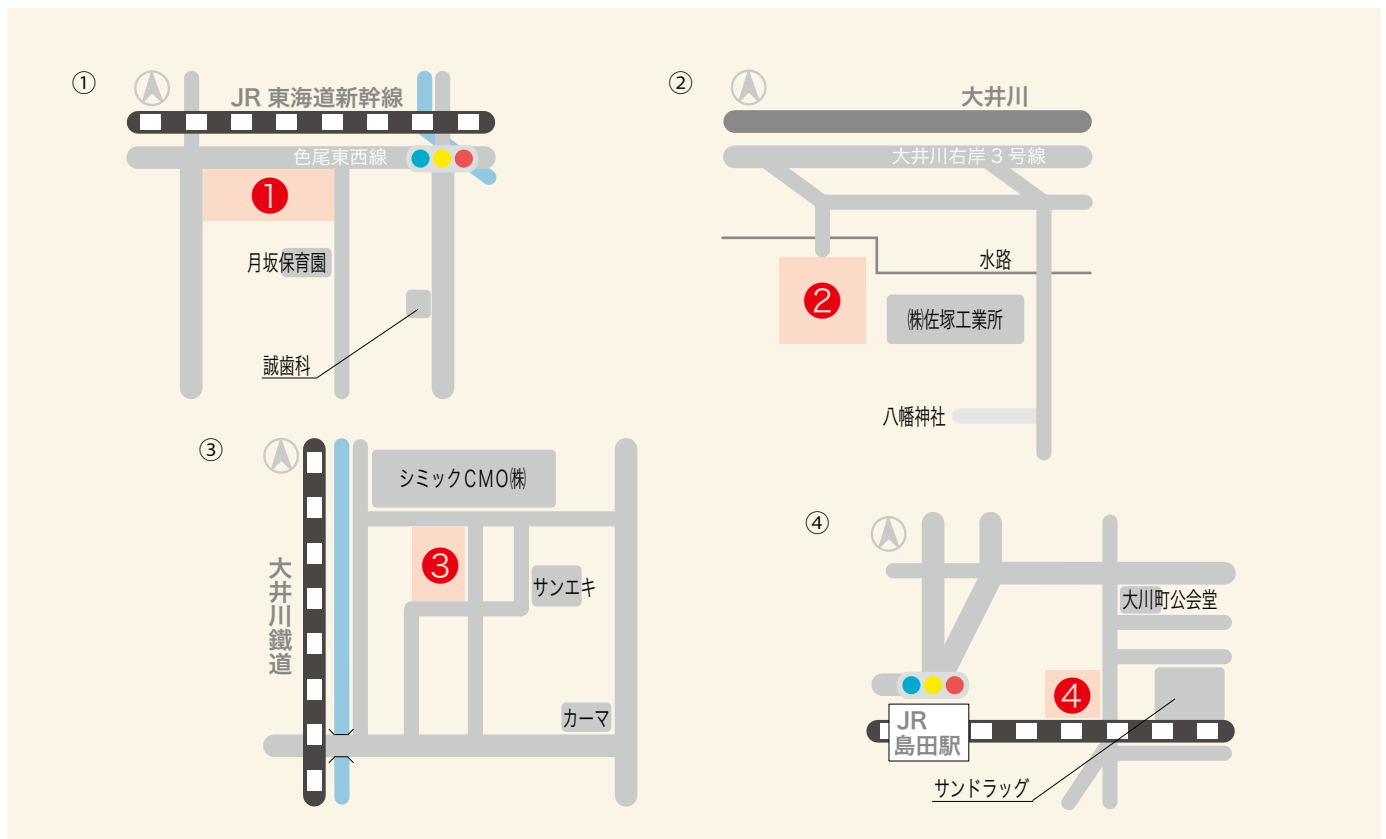 ①
JR 東海道新幹線
色尾東西線
1
月坂保育園
誠歯科
②
大井川
大井川右岸 3 号線
水路
2
㈱佐塚工業所
八幡神社
③
シミックCMO㈱
3
サンエキ
大井川鐵道
カーマ
④
大川町公会堂
4
JR
島田駅
サンドラッグ